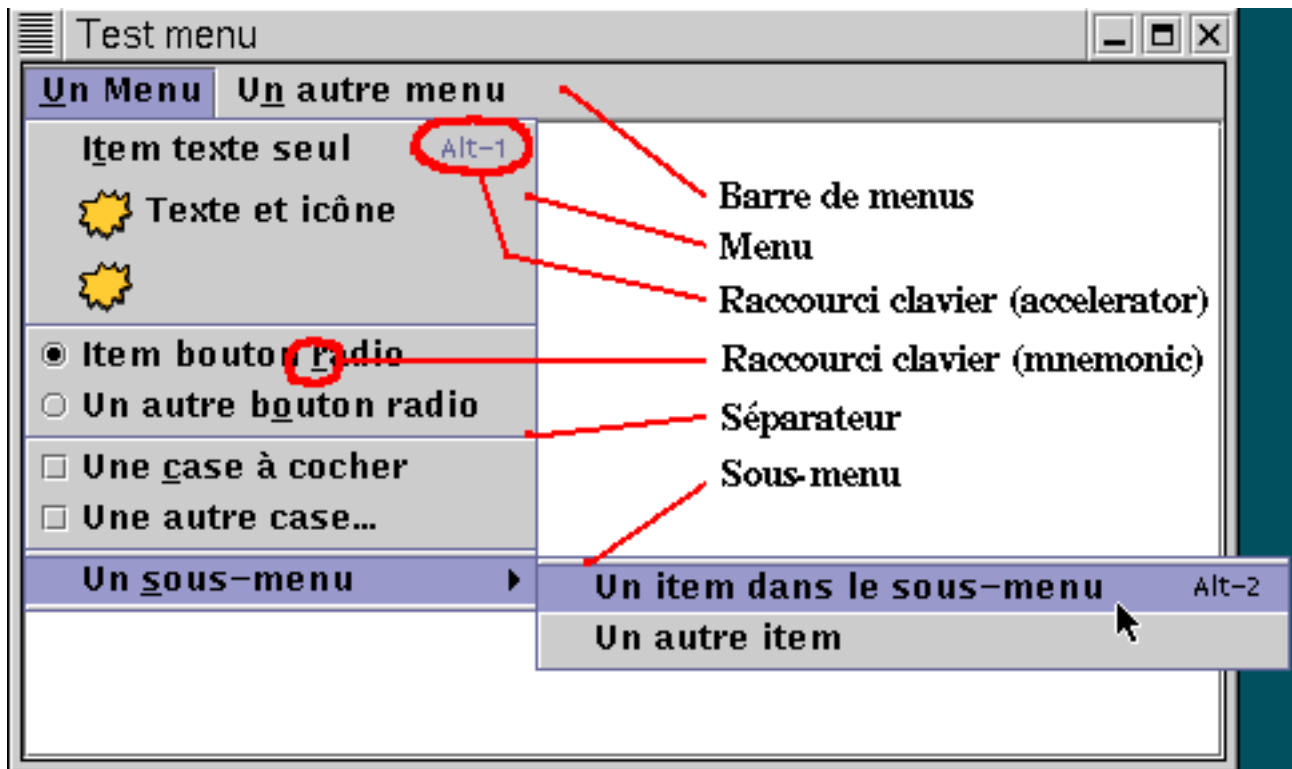 Test menu
Un Menu Un autre menu
Item texte seul Alt-1
Texte et icône
Item bouton radio
Un autre bouton radio
Une case à cocher
Une autre case...
Un sous-menu
Un item dans le sous-menu Alt-2
Un autre item
Barre de menus
Menu
Raccourci clavier (accelerator)
Raccourci clavier (mnemonic)
Séparateur
Sous-menu